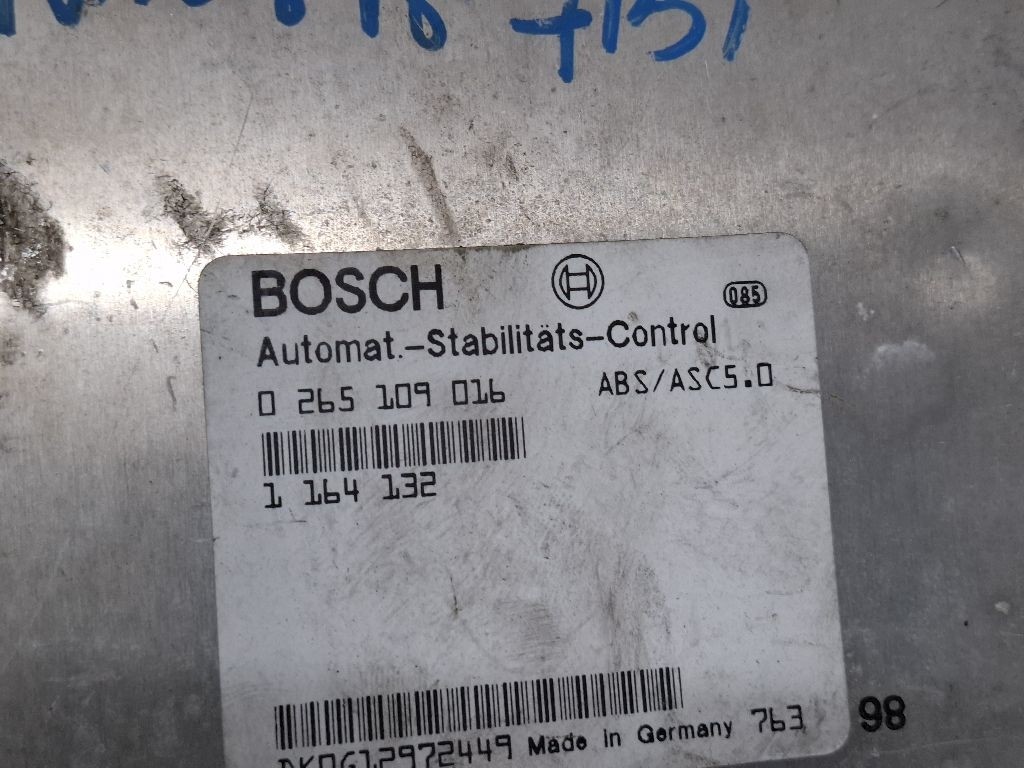 BOSCH
085
Automat.-Stabilitäts-Control
0 265 109 016 ABS/ASC5.0
1 164 132
Made in Germany 763
98